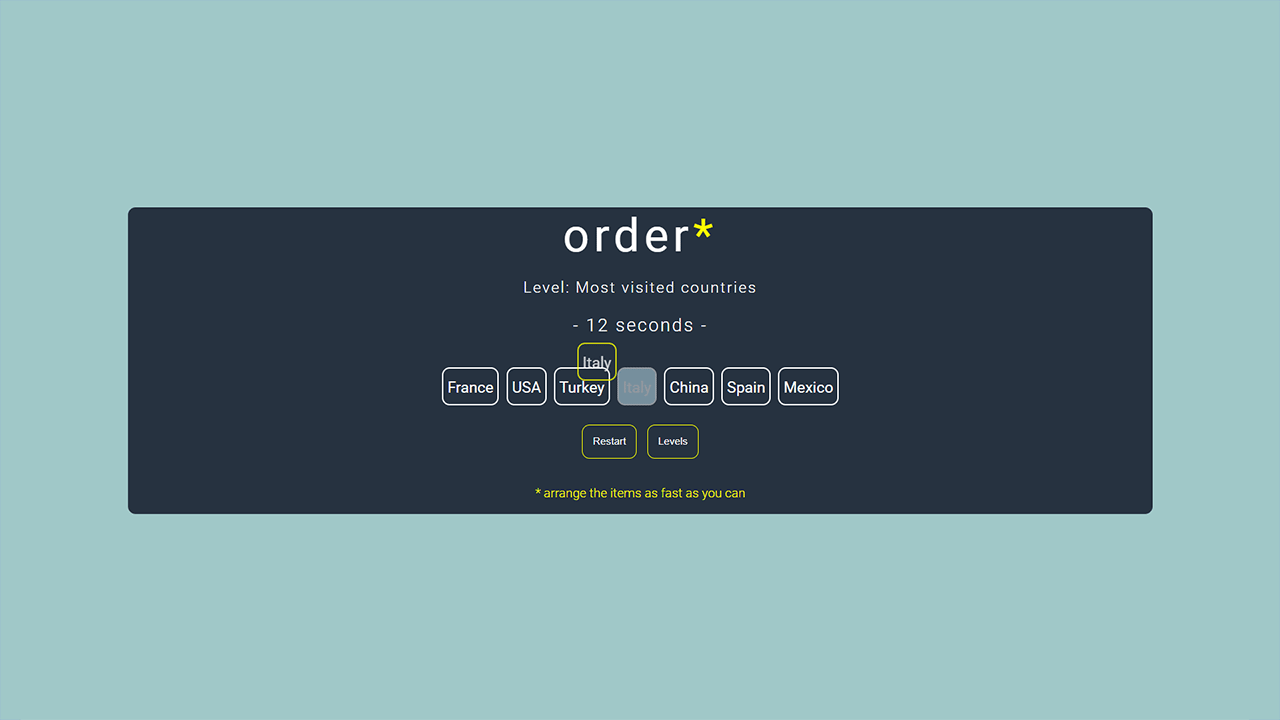 order*
Level: Most visited countries
- 12 seconds -
Italy
France USA Turkey Italy China Spain Mexico
Restart Levels
* arrange the items as fast as you can